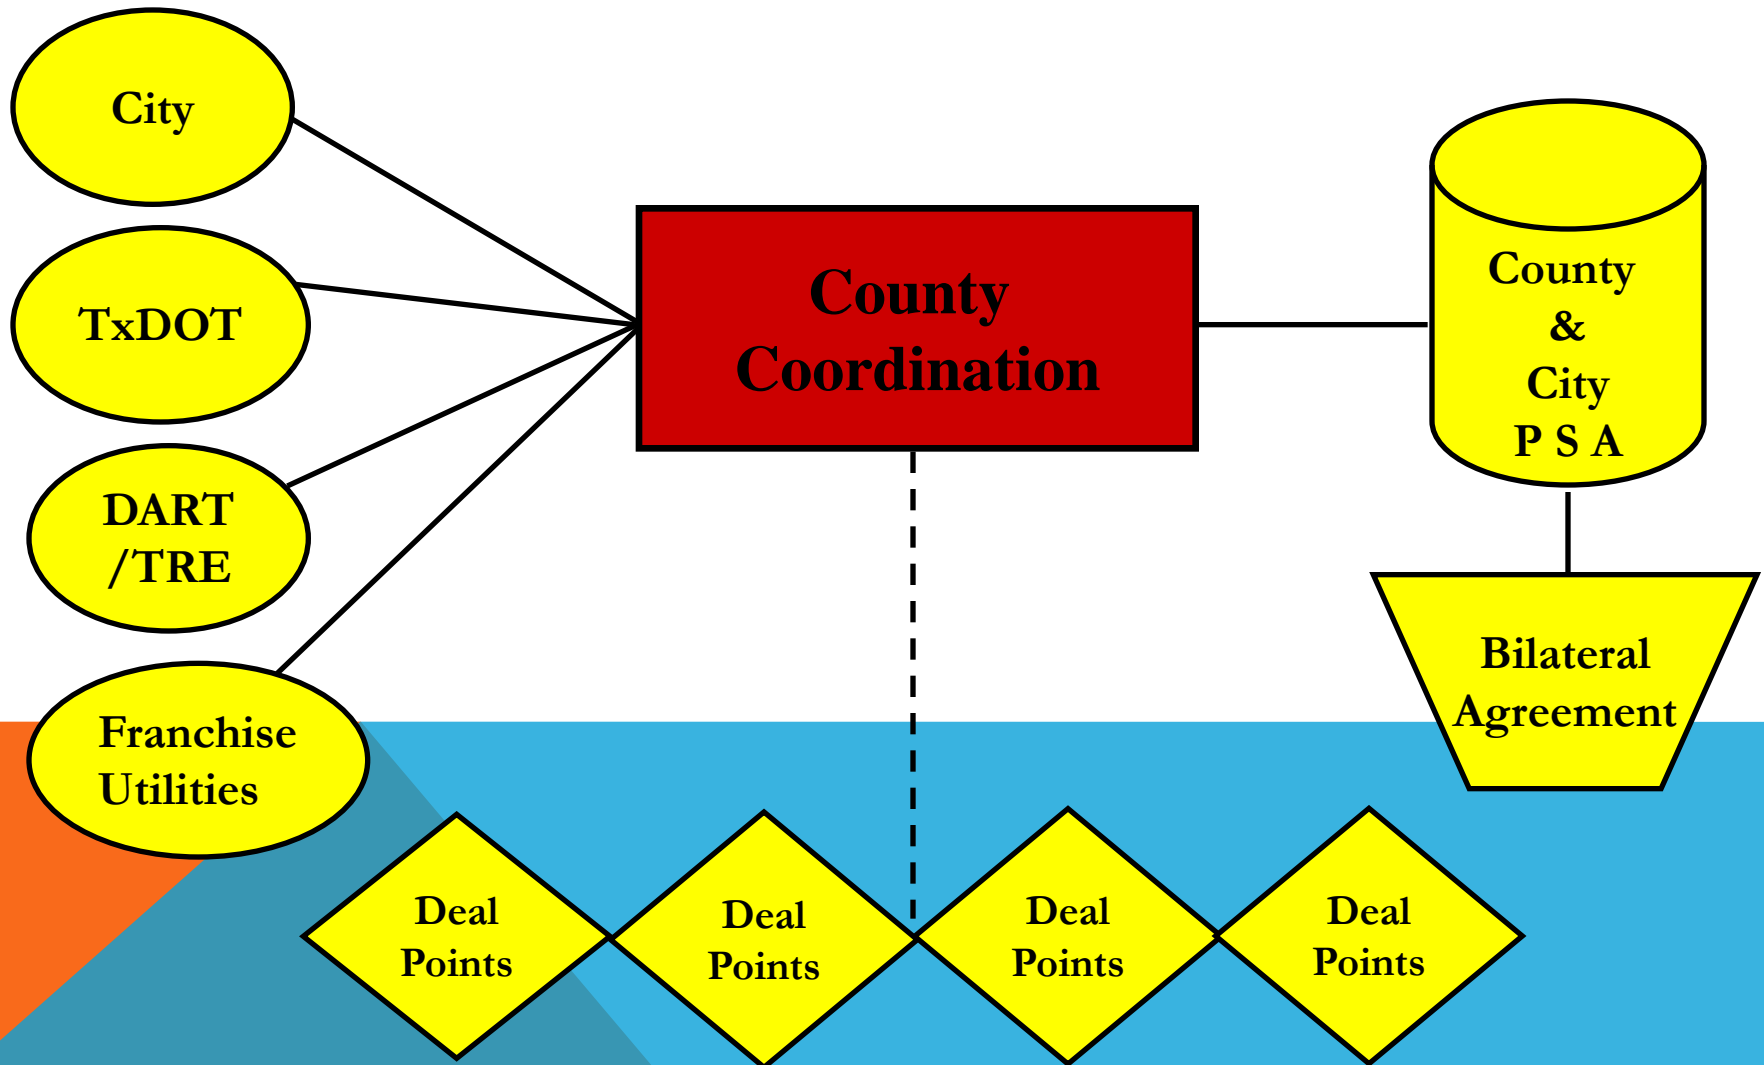 City
TxDOT
DART
/TRE
Franchise
Utilities
County
Coordination
County
&
City
P S A
Bilateral
Agreement
Deal
Points
Deal
Points
Deal
Points
Deal
Points